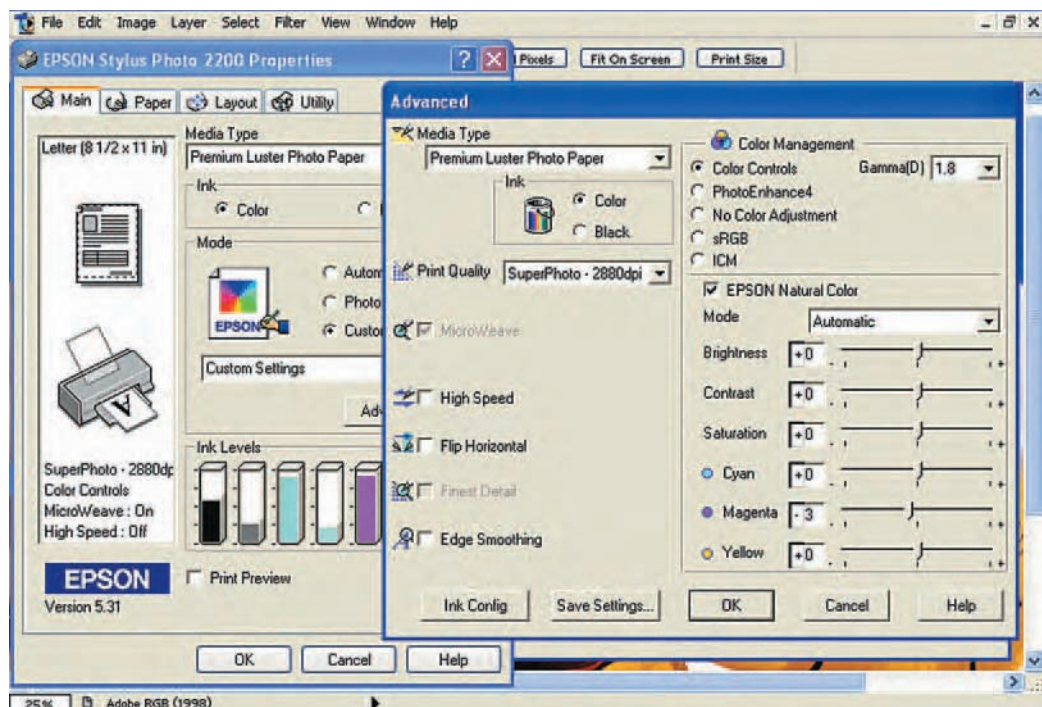 File Edit Image Layer Select Filter View Window Help
EPSON Stylus Photo 2200 Properties
Pixels Fit On Screen Print Size
Main Paper Layout Utility
Letter (8 1/2 x 11 in)
Media Type
Premium Luster Photo Paper
Ink
Color
Mode
Photo
EPSON
Custom Settings
Ink Levels
SuperPhoto - 2880dp
Color Controls
MicroWeave : On
High Speed : Off
EPSON
Version 5.31
Print Preview
OK Cancel Help
Advanced
Media Type
Premium Luster Photo Paper
Ink
Color
Black
Print Quality SuperPhoto - 2880dpi
MicroWeave
High Speed
Flip Horizontal
Finest Detail
Edge Smoothing
Ink Config Save Settings...
Color Management
Color Controls Gamma(D) 1.8
PhotoEnhance4
No Color Adjustment
sRGB
ICM
EPSON Natural Color
Mode Automatic
Brightness +0
Contrast +0
Saturation +0
Cyan +0
Magenta - 3
Yellow +0
OK Cancel Help
25% Adobe RGB (1998)